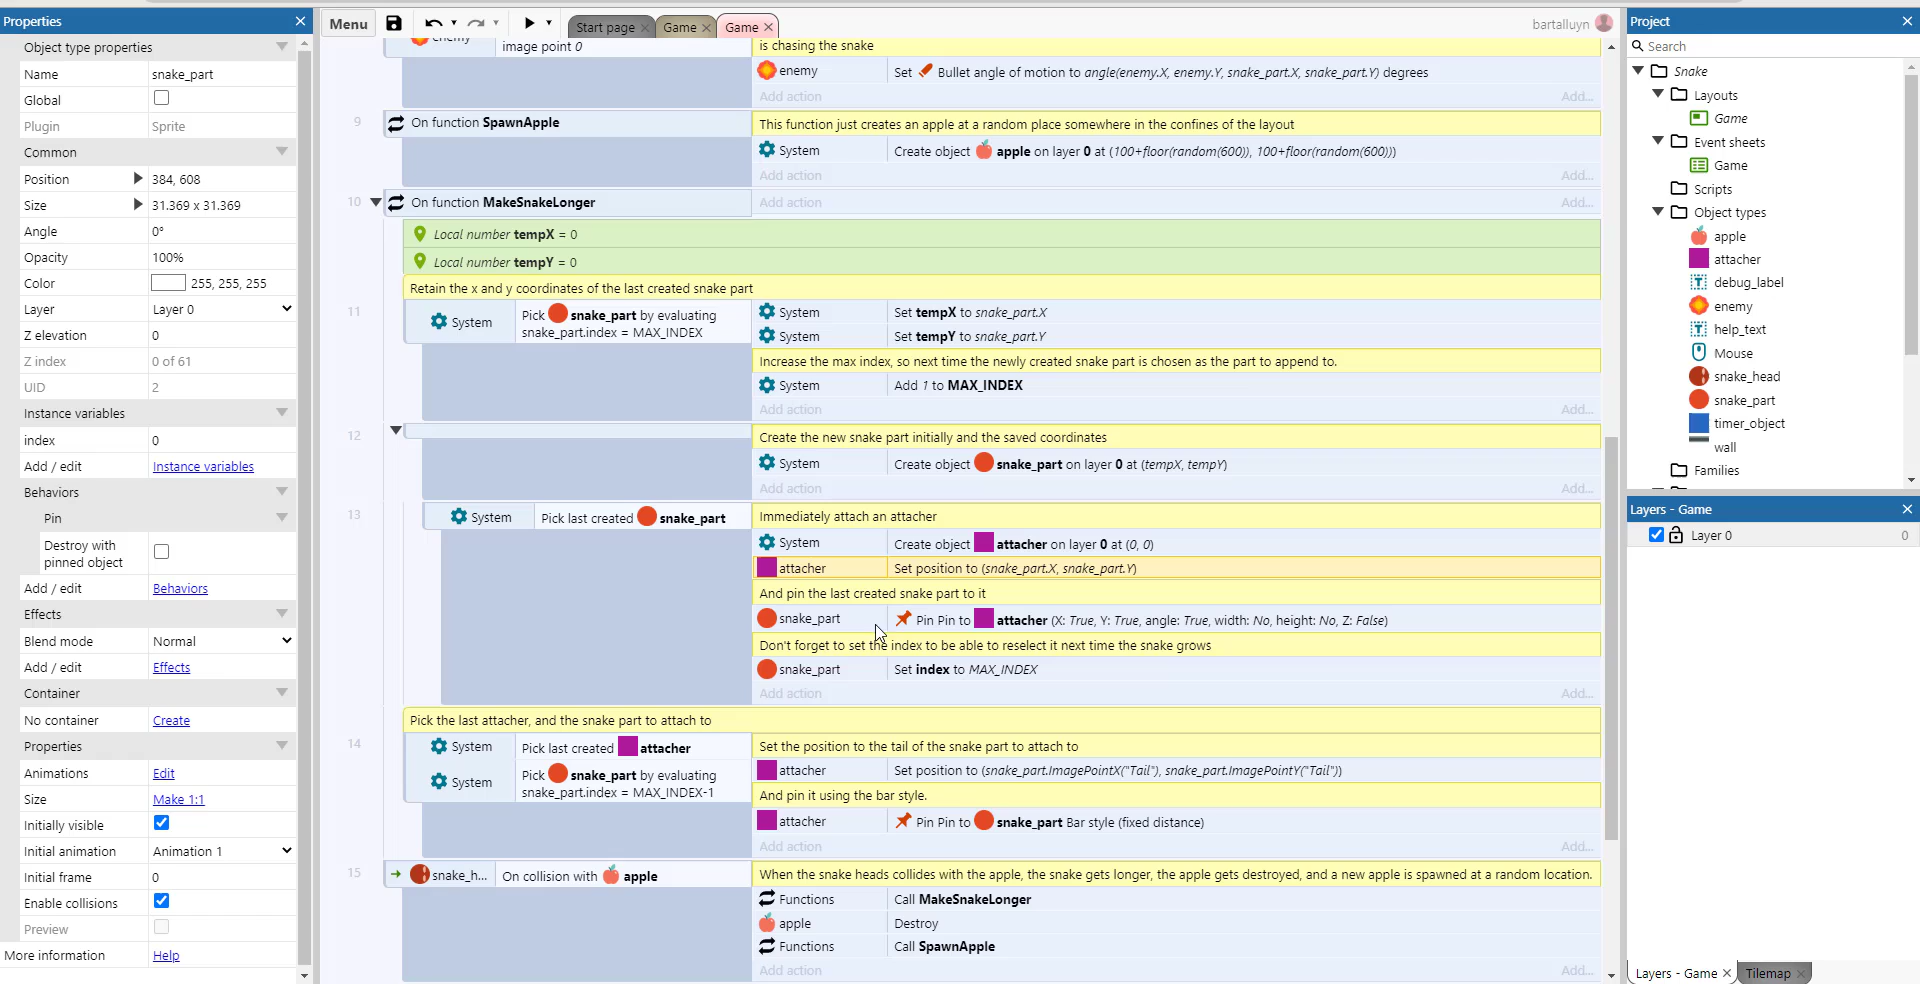 Properties
Object type properties
Name snake_part
Global
Plugin Sprite
Common
Position 384, 608
Size 31.369 x 31.369
Angle 0°
Opacity 100%
Color 255, 255, 255
Layer Layer 0
Z elevation 0
Z index 0 of 61
UID 2
Instance variables
index 0
Add / edit Instance variables
Behaviors
Pin
Destroy with
pinned object
Add / edit Behaviors
Effects
Blend mode Normal
Add / edit Effects
Container
No container Create
Properties
Animations Edit
Size Make 1:1
Initially visible
Initial animation Animation 1
Initial frame 0
Enable collisions
Preview
More information Help
Menu Start page Game Game bartalluyn
enemy image point 0 is chasing the snake
enemy Set Bullet angle of motion to angle(enemy.X, enemy.Y, snake_part.X, snake_part.Y) degrees
Add action Add...
9 On function SpawnApple This function just creates an apple at a random place somewhere in the confines of the layout
System Create object apple on layer 0 at (100+floor(random(600)), 100+floor(random(600)))
Add action Add...
10 On function MakeSnakeLonger Add action Add...
Local number tempX = 0
Local number tempY = 0
Retain the x and y coordinates of the last created snake part
11 System Pick snake_part by evaluating
snake_part.index = MAX_INDEX
System Set tempX to snake_part.X
System Set tempY to snake_part.Y
Increase the max index, so next time the newly created snake part is chosen as the part to append to.
System Add 1 to MAX_INDEX
Add action Add...
12 Create the new snake part initially and the saved coordinates
System Create object snake_part on layer 0 at (tempX, tempY)
Add action Add...
13 System Pick last created snake_part Immediately attach an attacher
System Create object attacher on layer 0 at (0, 0)
attacher Set position to (snake_part.X, snake_part.Y)
And pin the last created snake part to it
snake_part Pin Pin to attacher (X: True, Y: True, angle: True, width: No, height: No, Z: False)
Don't forget to set the index to be able to reselect it next time the snake grows
snake_part Set index to MAX_INDEX
Add action Add...
Pick the last attacher, and the snake part to attach to
14 System Pick last created attacher Set the position to the tail of the snake part to attach to
System Pick snake_part by evaluating
snake_part.index = MAX_INDEX-1
attacher Set position to (snake_part.ImagePointX("Tail"), snake_part.ImagePointY("Tail"))
And pin it using the bar style.
attacher Pin Pin to snake_part Bar style (fixed distance)
Add action Add...
15 snake_h... On collision with apple When the snake heads collides with the apple, the snake gets longer, the apple gets destroyed, and a new apple is spawned at a random location.
Functions Call MakeSnakeLonger
apple Destroy
Functions Call SpawnApple
Add action Add...
Project
Search
Snake
Layouts
Game
Event sheets
Game
Scripts
Object types
apple
attacher
debug_label
enemy
help_text
Mouse
snake_head
snake_part
timer_object
wall
Families
Layers - Game
Layer 0 0
Layers - Game Tilemap